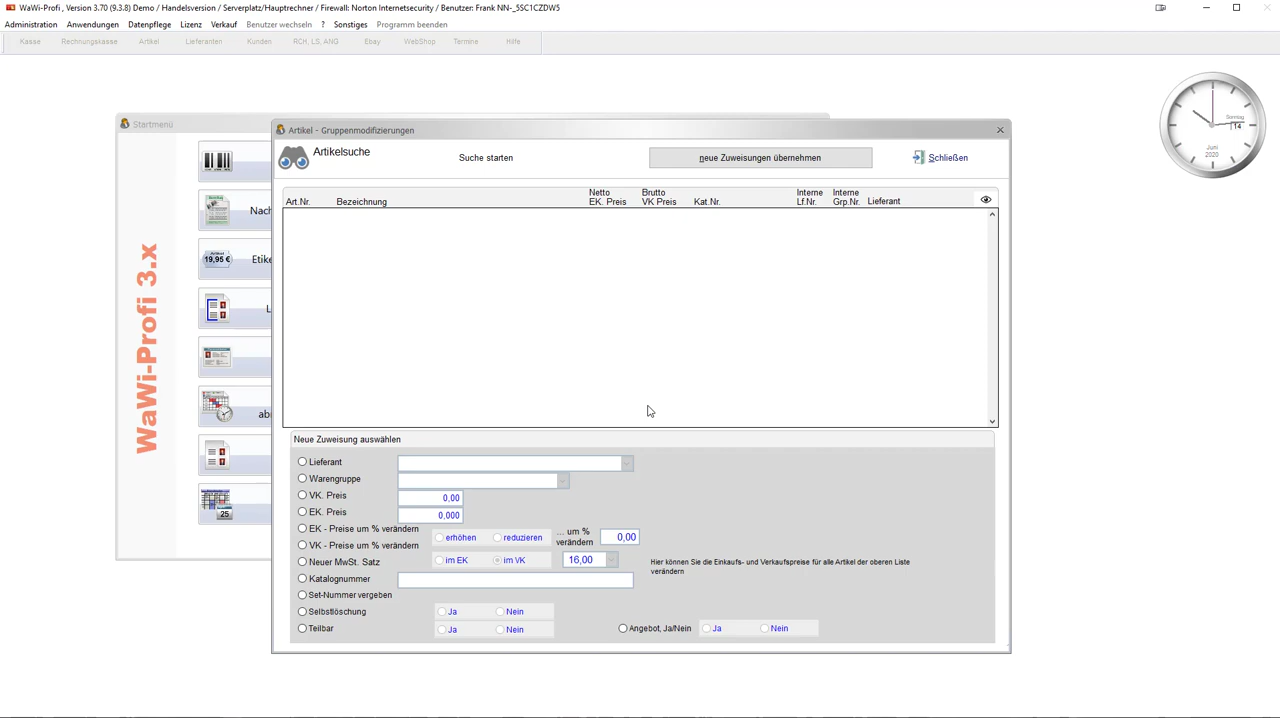 WaWi-Profi , Version 3.70 (9.3.8) Demo / Handelsversion / Serverplatz/Hauptrechner / Firewall: Norton Internetsecurity / Benutzer: Frank NN-_5SC1CZDW5
Administration Anwendungen Datenpflege Lizenz Verkauf Benutzer wechseln ? Sonstiges Programm beenden
Kasse Rechnungskasse Artikel Lieferanten Kunden RCH, LS, ANG Ebay WebShop Termine Hilfe
Sonntag
14
Juni
2020
Startmenü
WaWi-Profi 3.x
Nach
Artikel
19,95 €
Etike
L
ab
25
Artikel - Gruppenmodifizierungen
Artikelsuche
Suche starten
neue Zuweisungen übernehmen
Schließen
Art.Nr. Bezeichnung Netto EK. Preis Brutto VK Preis Kat.Nr. Interne Lf.Nr. Interne Grp.Nr. Lieferant
Neue Zuweisung auswählen
Lieferant
Warengruppe
VK. Preis 0,00
EK. Preis 0,000
EK - Preise um % verändern
VK - Preise um % verändern
erhöhen reduzieren ... um % verändern 0,00
Neuer MwSt. Satz im EK im VK 16,00
Hier können Sie die Einkaufs- und Verkaufspreise für alle Artikel der oberen Liste
verändern
Katalognummer
Set-Nummer vergeben
Selbstlöschung Ja Nein
Teilbar Ja Nein Angebot, Ja/Nein Ja Nein